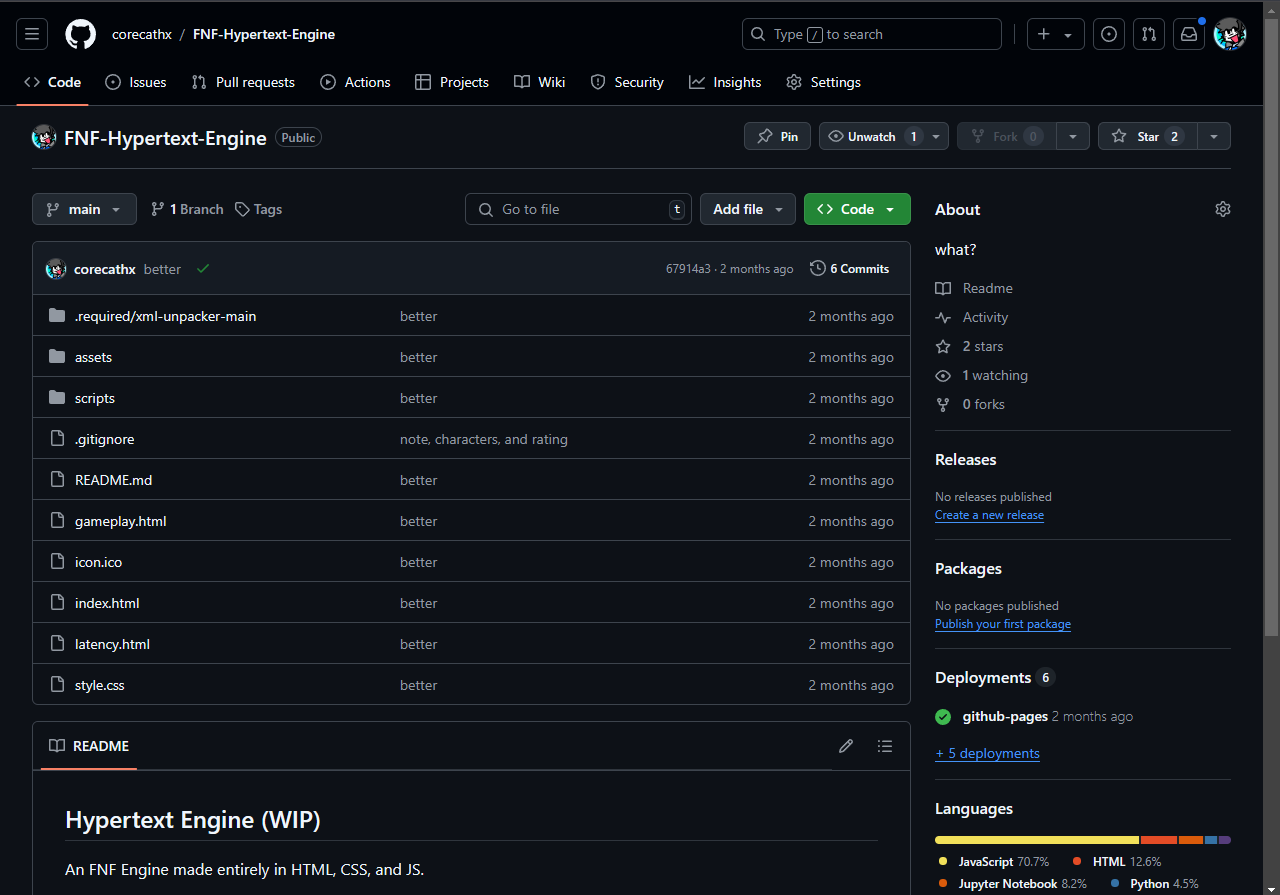 corecathx / FNF-Hypertext-Engine Type / to search
Code Issues Pull requests Actions Projects Wiki Security Insights Settings
FNF-Hypertext-Engine Public Pin Unwatch 1 Fork 0 Star 2
main 1 Branch Tags Go to file t Add file Code
corecathx better 67914a3 · 2 months ago 6 Commits
.required/xml-unpacker-main better 2 months ago
assets better 2 months ago
scripts better 2 months ago
.gitignore note, characters, and rating 2 months ago
README.md better 2 months ago
gameplay.html better 2 months ago
icon.ico better 2 months ago
index.html better 2 months ago
latency.html better 2 months ago
style.css better 2 months ago
README
Hypertext Engine (WIP)
An FNF Engine made entirely in HTML, CSS, and JS.
About
what?
Readme
Activity
2 stars
1 watching
0 forks
Releases
No releases published
Create a new release
Packages
No packages published
Publish your first package
Deployments 6
github-pages 2 months ago
+ 5 deployments
Languages
JavaScript 70.7% HTML 12.6%
Jupyter Notebook 8.2% Python 4.5%